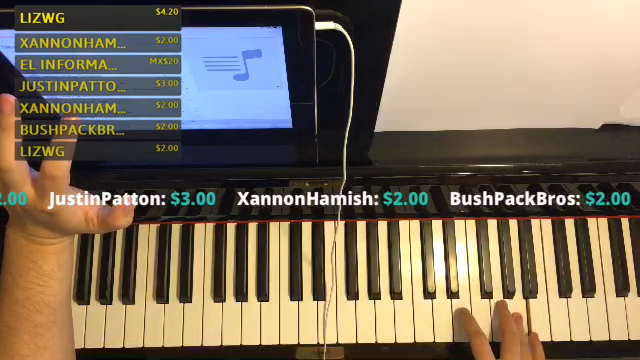 LIZWG $4.20
XANNONHAM... $2.00
EL INFORMA... MX$20
JUSTINPATTO... $3.00
XANNONHAM... $2.00
BUSHPACKBR... $2.00
LIZWG $2.00
2.00 JustinPatton: $3.00 XannonHamish: $2.00 BushPackBros: $2.00